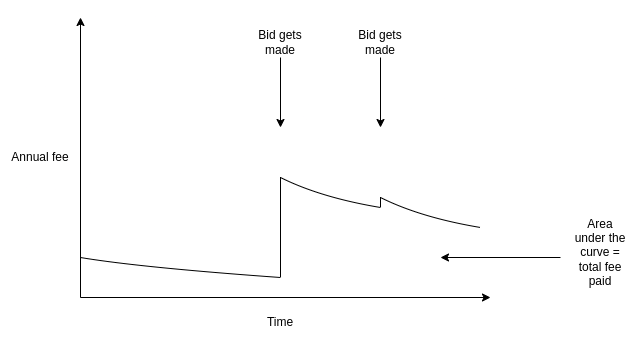 Bid gets
made
Bid gets
made
Annual fee
Area
under the
curve =
total fee
paid
Time